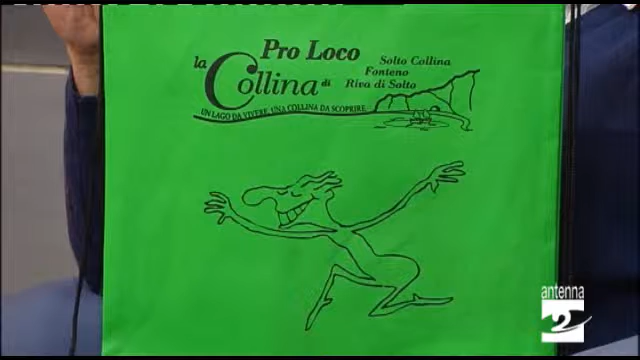 Pro Loco
la Collina di
Solto Collina
Fonteno
Riva di Solto
UN LAGO DA VIVERE, UNA COLLINA DA SCOPRIRE
antenna
2